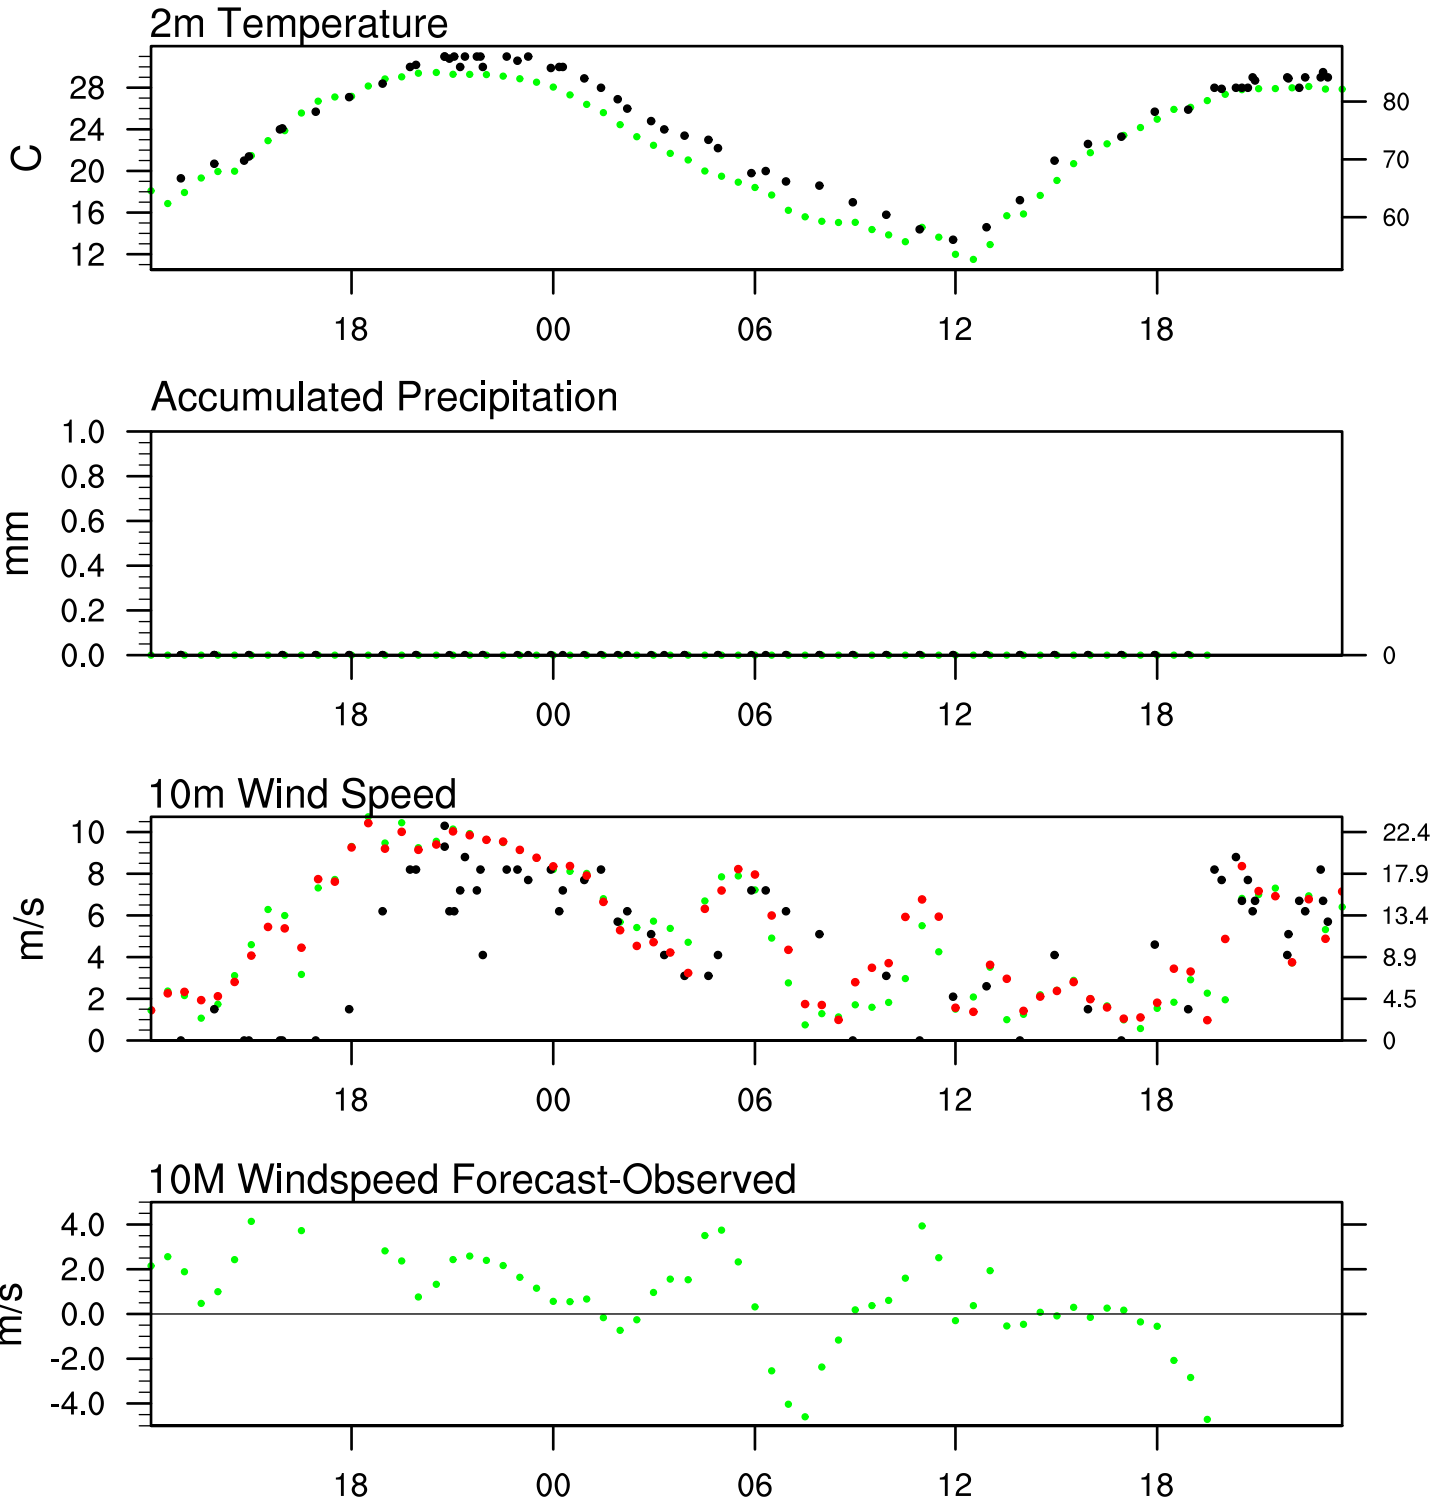 2m Temperature
C
28
24
20
16
12
80
70
60
18 00 06 12 18
Accumulated Precipitation
mm
1.0
0.8
0.6
0.4
0.2
0.0
0
18 00 06 12 18
10m Wind Speed
m/s
10
8
6
4
2
0
22.4
17.9
13.4
8.9
4.5
0
18 00 06 12 18
10M Windspeed Forecast-Observed
m/s
4.0
2.0
0.0
-2.0
-4.0
18 00 06 12 18